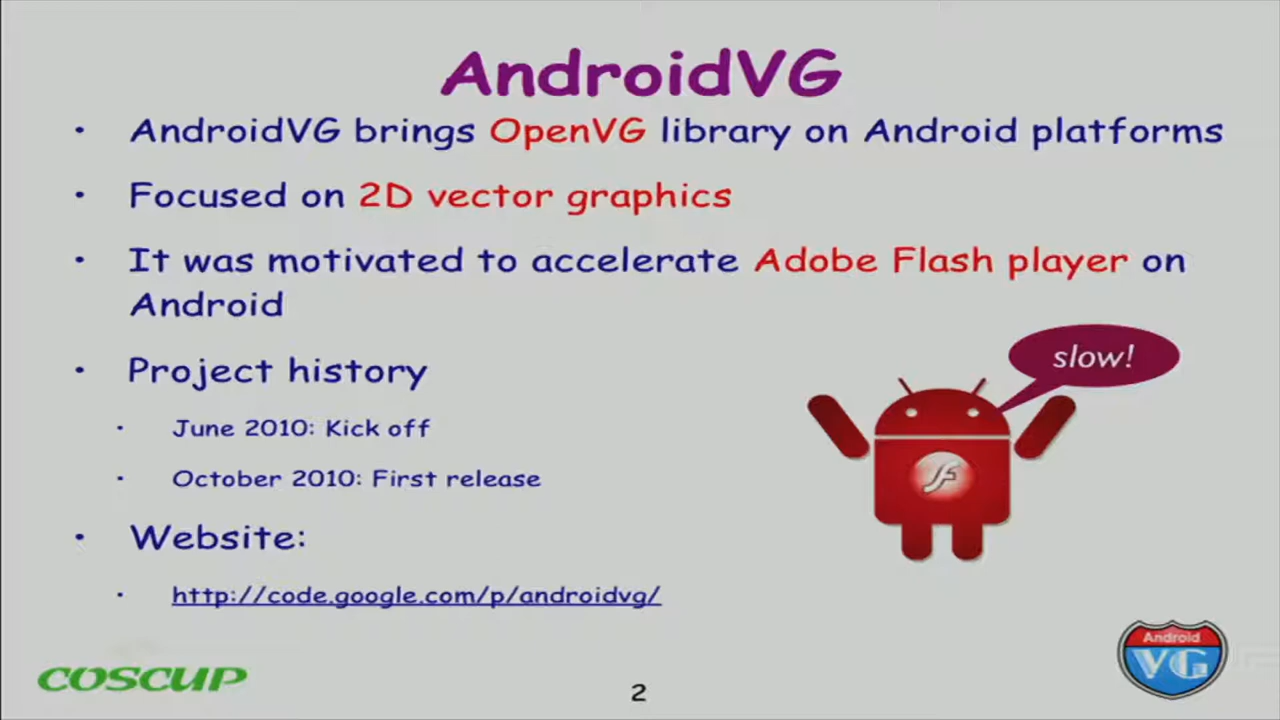 AndroidVG
AndroidVG brings OpenVG library on Android platforms
Focused on 2D vector graphics
It was motivated to accelerate Adobe Flash player on
Android
slow!
Project history
June 2010: Kick off
October 2010: First release
Website:
http://code.google.com/p/androidvg/
COSCUP
2
Android
VG